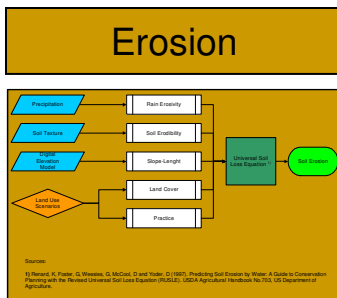 Erosion
Precipitation
Rain Erosivity
Soil Texture
Soil Erodibility
Digital
Elevation
Model
Slope-Lenght
Universal Soil
Loss Equation 1)
Soil Erosion
Land Use
Scenarios
Land Cover
Practice
Sources:
1) Renard, K, Foster, G, Weesies, G, McCool, D and Yoder, D (1997). Predicting Soil Erosion by Water: A Guide to Conservation
Planning with the Revised Universal Soil Loss Equation (RUSLE). USDA Agricultural Handbook No.703, US Department of
Agriculture.